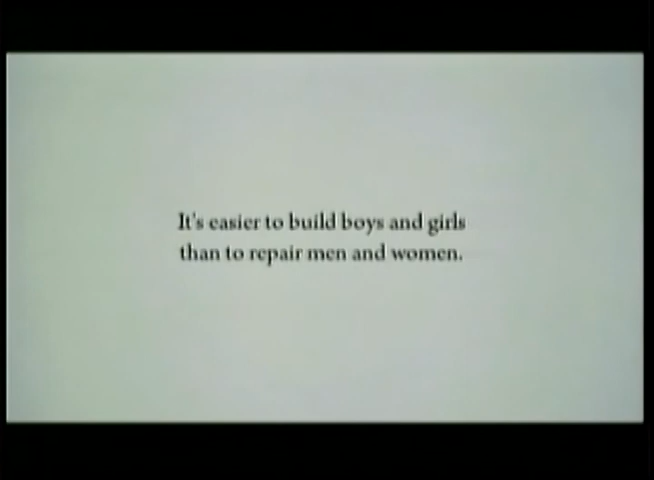 It's easier to build boys and girls
than to repair men and women.